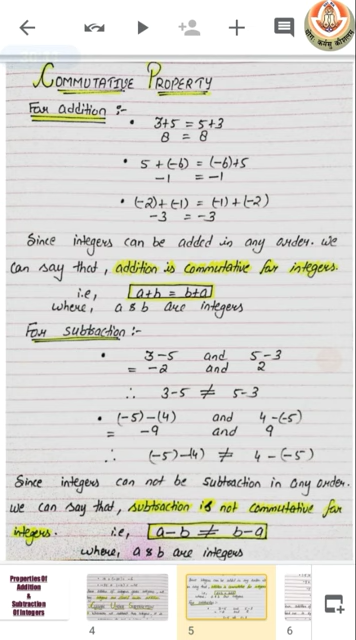 COMMUTATIVE PROPERTY
For addition :-
• 3+5 = 5+3
8 = 8
• 5 + (-6) = (-6)+5
-1 = -1
• (-2)+(-1) = (-1)+(-2)
-3 = -3
Since integers can be added in any order. we
can say that, addition is commutative for integers.
i.e, a+b = b+a
where, a & b are integers
For subtraction :-
• 3-5 and 5-3
= -2 and 2
∴ 3-5 ≠ 5-3
• (-5)-(4) and 4-(-5)
= -9 and 9
∴ (-5)-(4) ≠ 4-(-5)
Since integers can not be subtraction in any order.
we can say that, subtraction is not commutative for
integers. i.e, a-b ≠ b-a
where, a & b are integers
Properties Of
Addition
&
Subtraction
Of Integers
4
5
6